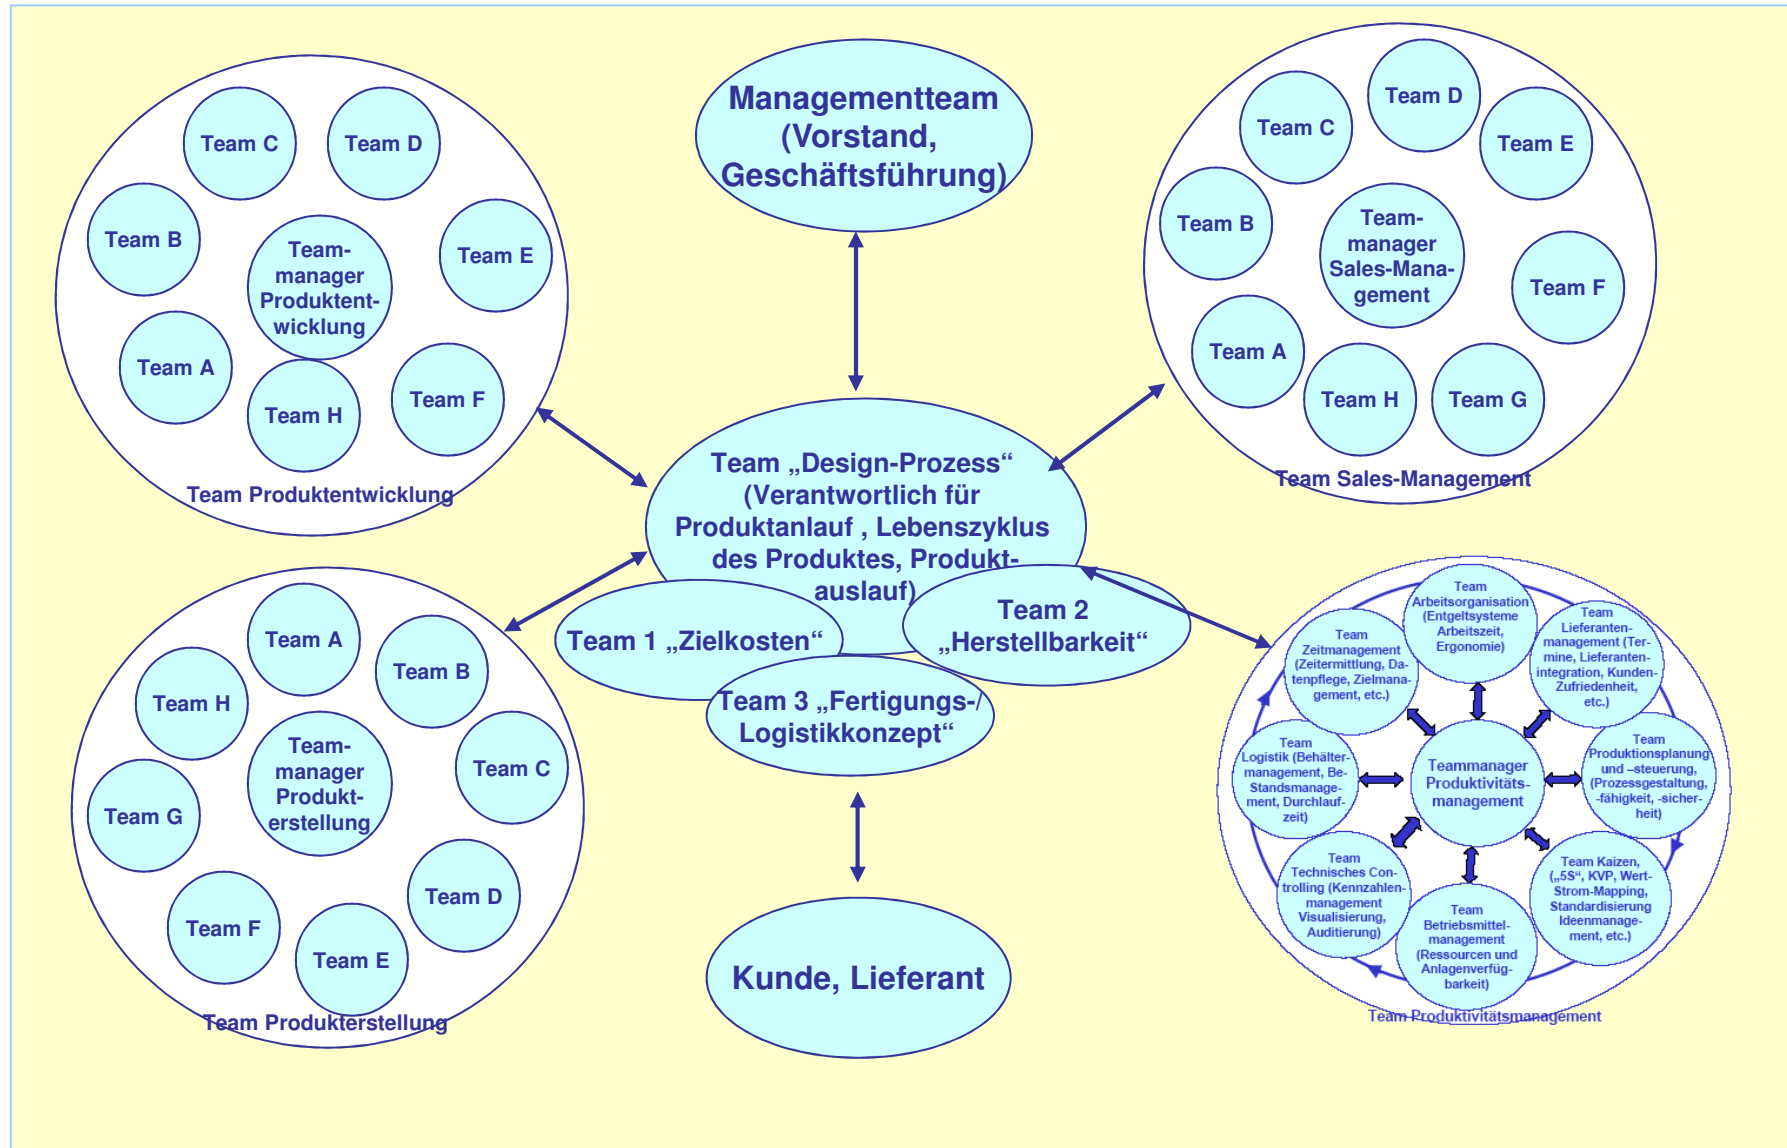 Team C
Team D
Team B
Team E
Team-
manager
Produktent-
wicklung
Team A
Team F
Team H
Team Produktentwicklung
Managementteam
(Vorstand,
Geschäftsführung)
Team D
Team C
Team E
Team B
Team-
manager
Sales-Mana-
gement
Team F
Team A
Team H
Team G
Team Sales-Management
Team „Design-Prozess“
(Verantwortlich für
Produktanlauf , Lebenszyklus
des Produktes, Produkt-
auslauf)
Team 1 „Zielkosten“
Team 2
„Herstellbarkeit“
Team 3 „Fertigungs-/
Logistikkonzept“
Kunde, Lieferant
Team A
Team B
Team H
Team C
Team-
manager
Produkt-
erstellung
Team G
Team D
Team F
Team E
Team Produkterstellung
Team
Arbeitsorganisation
(Entgeltsysteme
Arbeitszeit,
Ergonomie)
Team
Lieferanten-
management (Ter-
mine, Lieferanten-
integration, Kunden-
Zufriedenheit,
etc.)
Team
Zeitmanagement
(Zeitermittlung, Da-
tenpflege, Zielmana-
gement, etc.)
Team
Produktionsplanung
und –steuerung,
(Prozessgestaltung,
-fähigkeit, -sicher-
heit)
Team
Logistik (Behälter-
management, Be-
Standsmanage-
ment, Durchlauf-
zeit)
Teammanager
Produktivitäts-
management
Team
Technisches Con-
trolling (Kennzahlen-
management
Visualisierung,
Auditierung)
Team Kaizen,
(„5S“, KVP, Wert-
Strom-Mapping,
Standardisierung
Ideenmanage-
ment, etc.)
Team
Betriebsmittel-
management
(Ressourcen und
Anlagenverfüg-
barkeit)
Team Produktivitätsmanagement